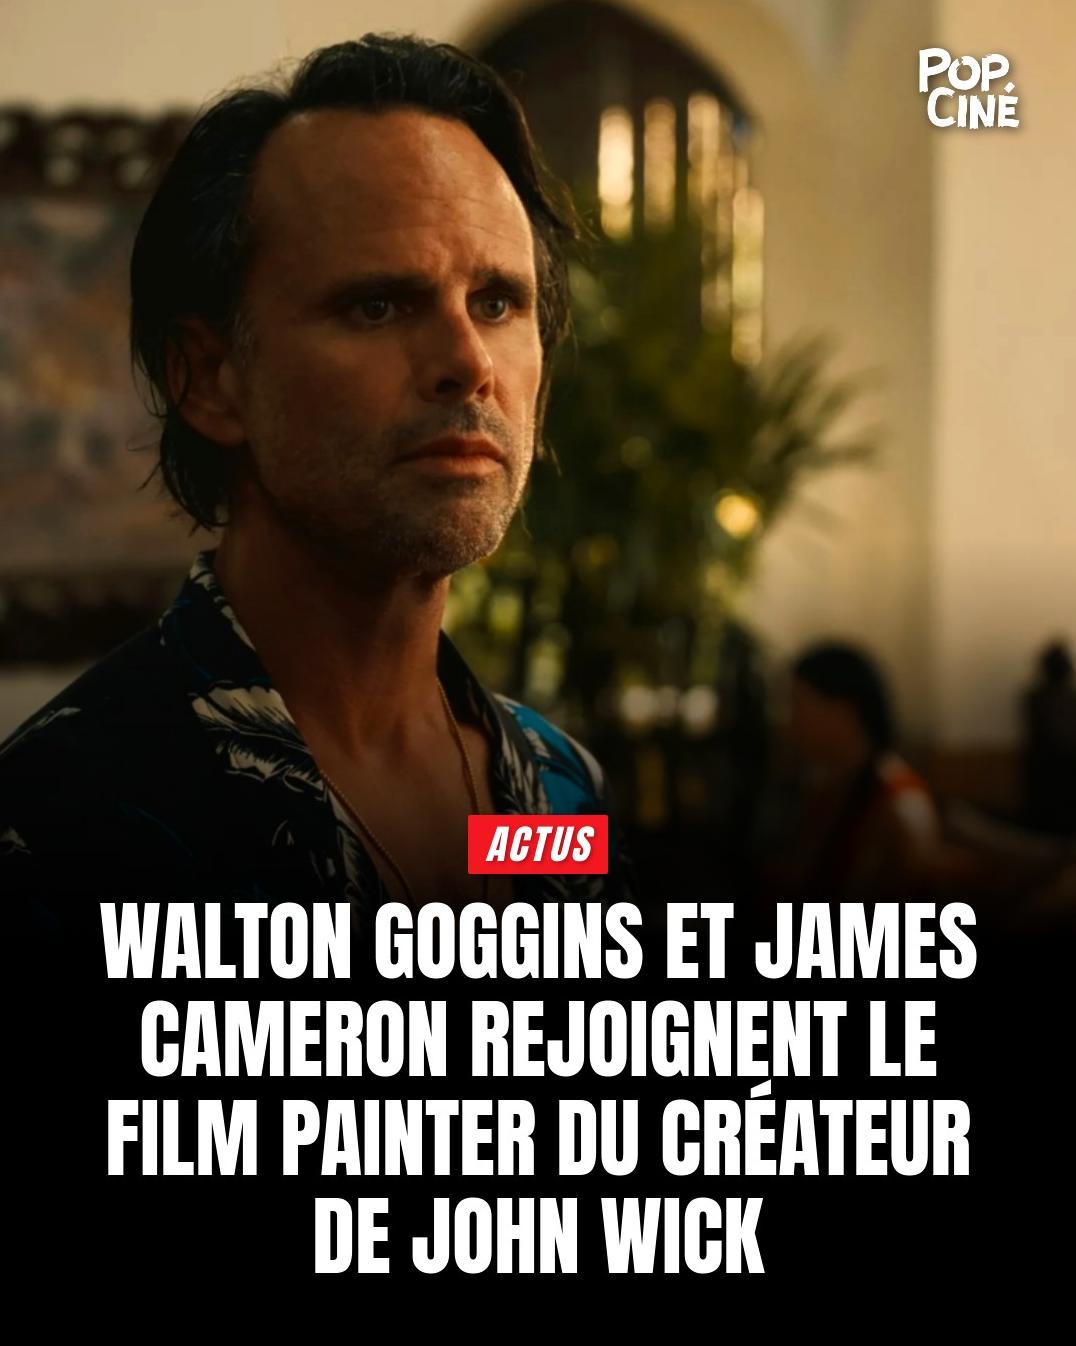 POP.
CINÉ
ACTUS
WALTON GOGGINS ET JAMES
CAMERON REJOIGNENT LE
FILM PAINTER DU CRÉATEUR
DE JOHN WICK